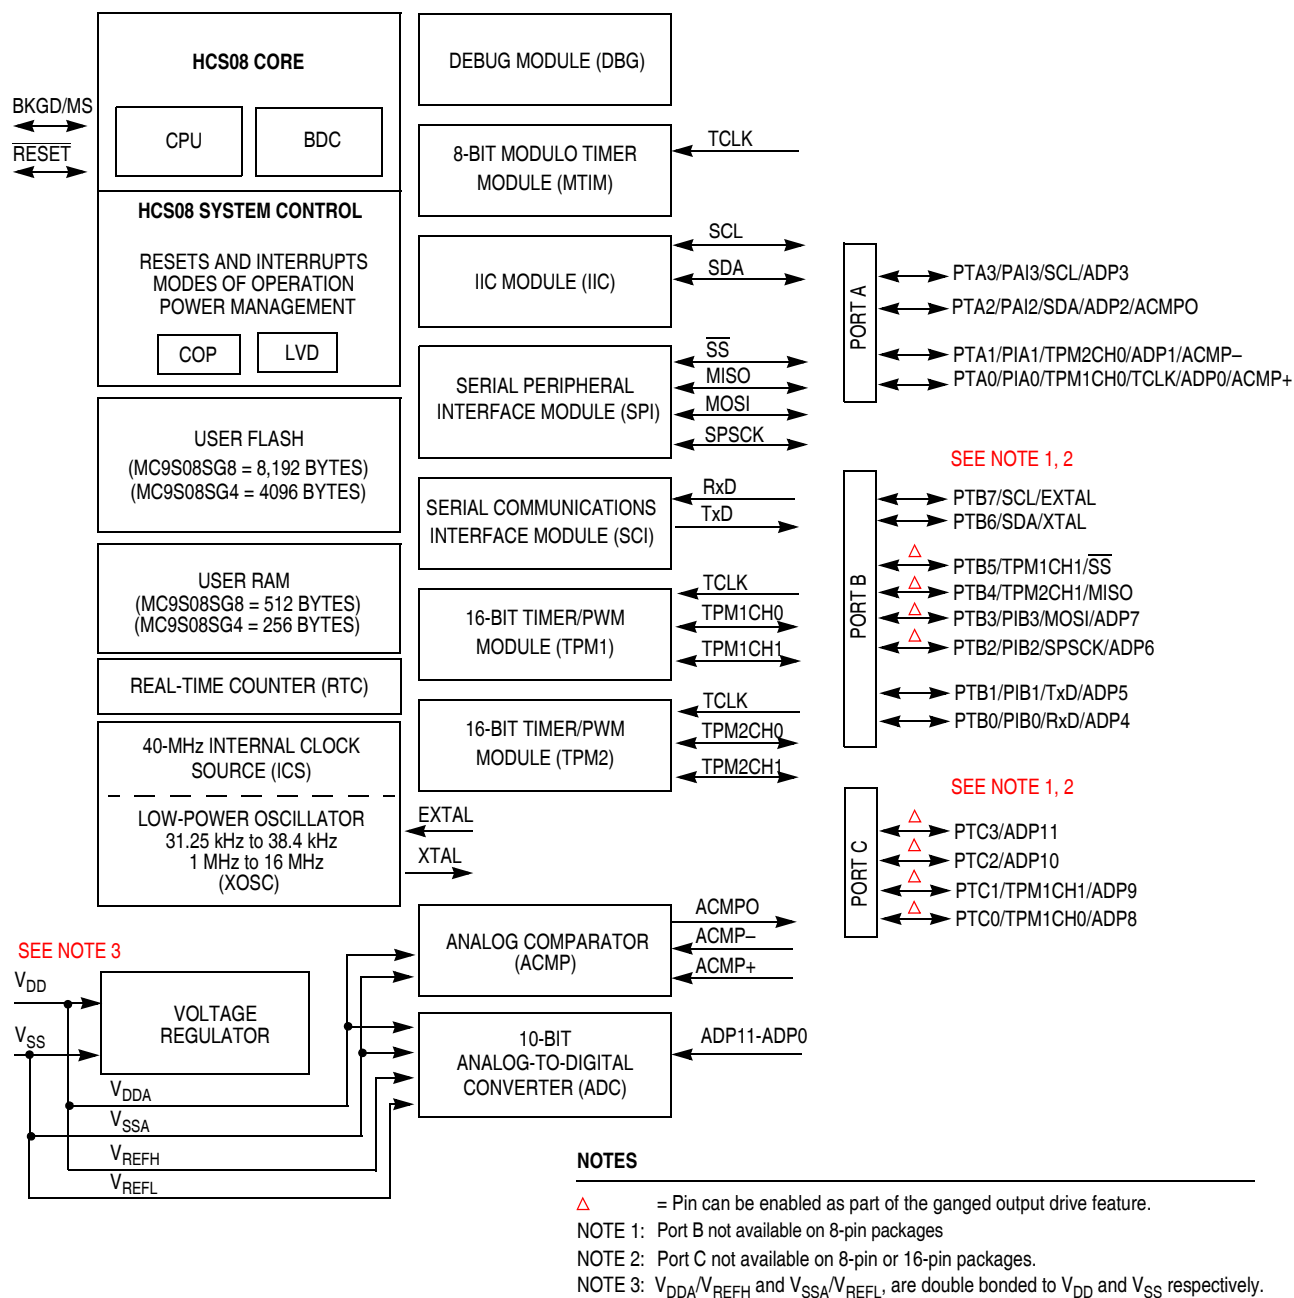 HCS08 CORE
BKGD/MS
RESET
CPU
BDC
HCS08 SYSTEM CONTROL
RESETS AND INTERRUPTS
MODES OF OPERATION
POWER MANAGEMENT
COP
LVD
USER FLASH
(MC9S08SG8 = 8,192 BYTES)
(MC9S08SG4 = 4096 BYTES)
USER RAM
(MC9S08SG8 = 512 BYTES)
(MC9S08SG4 = 256 BYTES)
REAL-TIME COUNTER (RTC)
40-MHz INTERNAL CLOCK
SOURCE (ICS)
LOW-POWER OSCILLATOR
31.25 kHz to 38.4 kHz
1 MHz to 16 MHz
(XOSC)
EXTAL
XTAL
SEE NOTE 3
VDD
VSS
VOLTAGE
REGULATOR
VDDA
VSSA
VREFH
VREFL
DEBUG MODULE (DBG)
8-BIT MODULO TIMER
MODULE (MTIM)
TCLK
IIC MODULE (IIC)
SCL
SDA
SERIAL PERIPHERAL
INTERFACE MODULE (SPI)
SS
MISO
MOSI
SPSCK
SERIAL COMMUNICATIONS
INTERFACE MODULE (SCI)
RxD
TxD
16-BIT TIMER/PWM
MODULE (TPM1)
TCLK
TPM1CH0
TPM1CH1
16-BIT TIMER/PWM
MODULE (TPM2)
TCLK
TPM2CH0
TPM2CH1
ANALOG COMPARATOR
(ACMP)
ACMPO
ACMP–
ACMP+
10-BIT
ANALOG-TO-DIGITAL
CONVERTER (ADC)
ADP11-ADP0
PORT A
PTA3/PAI3/SCL/ADP3
PTA2/PAI2/SDA/ADP2/ACMPO
PTA1/PIA1/TPM2CH0/ADP1/ACMP–
PTA0/PIA0/TPM1CH0/TCLK/ADP0/ACMP+
SEE NOTE 1, 2
PORT B
PTB7/SCL/EXTAL
PTB6/SDA/XTAL
PTB5/TPM1CH1/SS
PTB4/TPM2CH1/MISO
PTB3/PIB3/MOSI/ADP7
PTB2/PIB2/SPSCK/ADP6
PTB1/PIB1/TxD/ADP5
PTB0/PIB0/RxD/ADP4
SEE NOTE 1, 2
PORT C
PTC3/ADP11
PTC2/ADP10
PTC1/TPM1CH1/ADP9
PTC0/TPM1CH0/ADP8
NOTES
△ = Pin can be enabled as part of the ganged output drive feature.
NOTE 1: Port B not available on 8-pin packages
NOTE 2: Port C not available on 8-pin or 16-pin packages.
NOTE 3: VDDA/VREFH and VSSA/VREFL, are double bonded to VDD and VSS respectively.